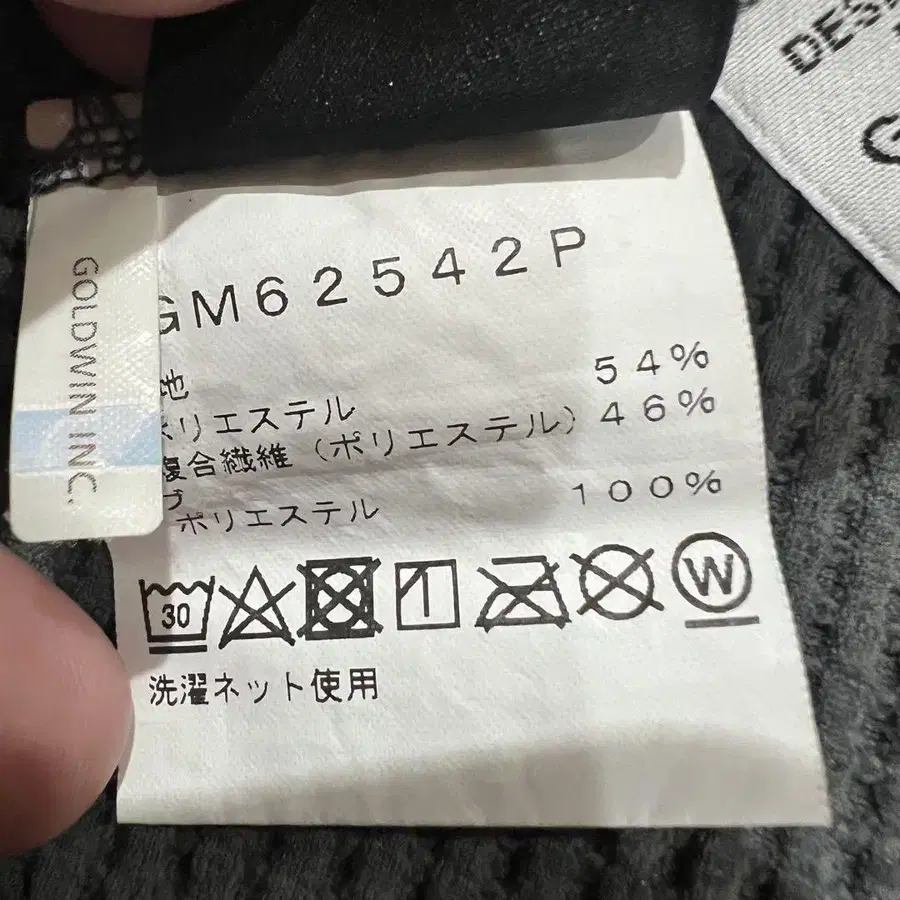 GOLDWIN INC.
GM62542P
地
ポリエステル 54%
複合繊維（ポリエステル） 46%
ブ
ポリエステル 100%
30
W
洗濯ネット使用